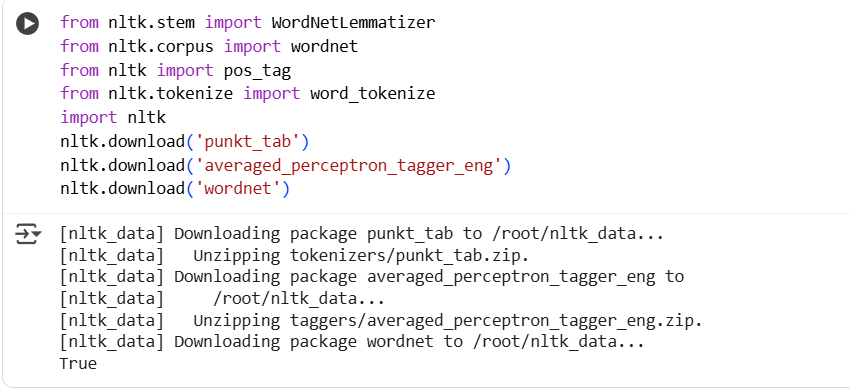 from nltk.stem import WordNetLemmatizer
from nltk.corpus import wordnet
from nltk import pos_tag
from nltk.tokenize import word_tokenize
import nltk
nltk.download('punkt_tab')
nltk.download('averaged_perceptron_tagger_eng')
nltk.download('wordnet')
[nltk_data] Downloading package punkt_tab to /root/nltk_data...
[nltk_data]   Unzipping tokenizers/punkt_tab.zip.
[nltk_data] Downloading package averaged_perceptron_tagger_eng to
[nltk_data]     /root/nltk_data...
[nltk_data]   Unzipping taggers/averaged_perceptron_tagger_eng.zip.
[nltk_data] Downloading package wordnet to /root/nltk_data...
True